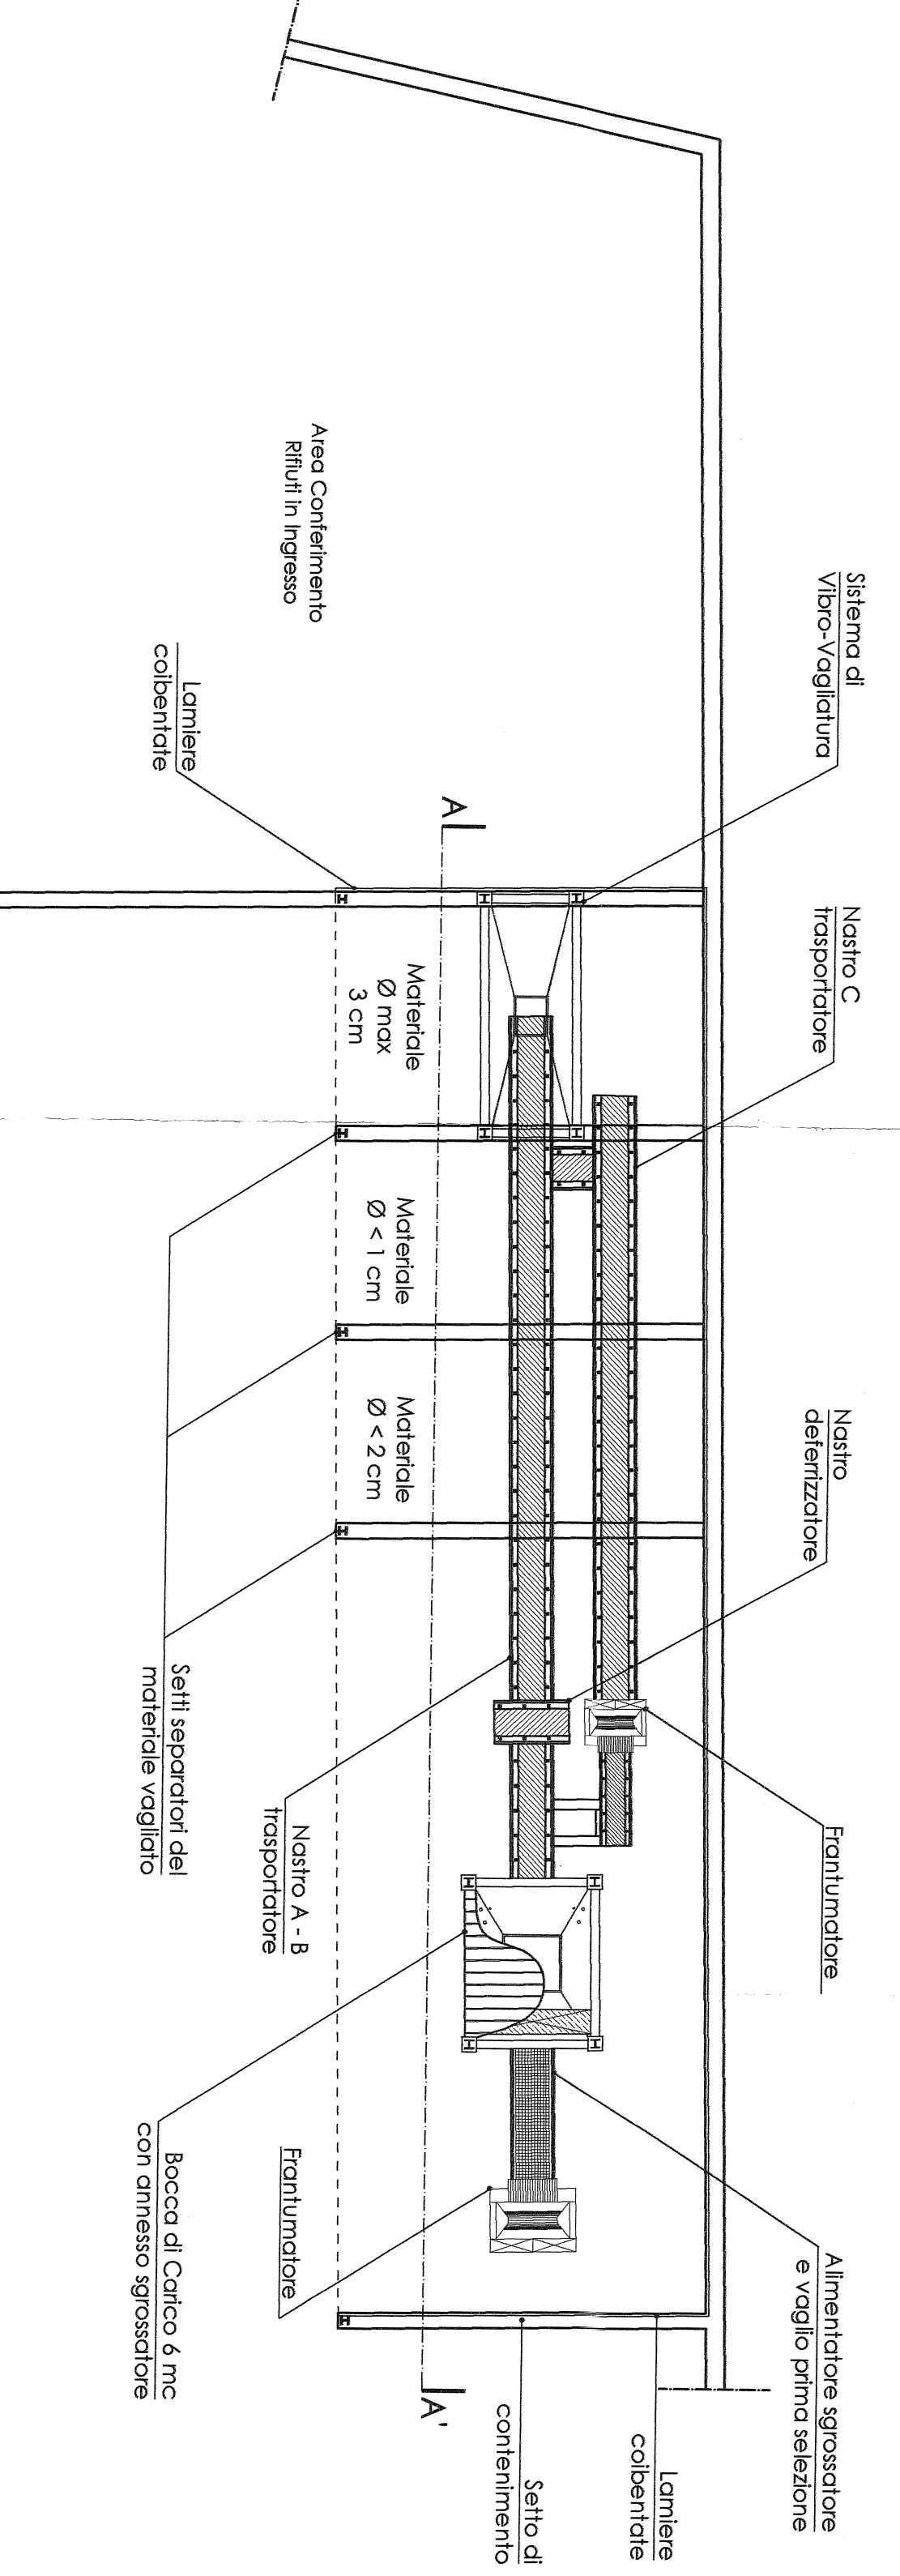 Sistema di
Vibro-Vagliatura
Nastro C
trasportatore
Nastro
deferrizzatore
Frantumatore
Alimentatore sgrossatore
e vaglio prima selezione
Area Conferimento
Rifiuti in Ingresso
Lamiere
coibentate
A
Materiale
Ø max
3 cm
Materiale
Ø < 1 cm
Materiale
Ø < 2 cm
A'
Setti separatori del
materiale vagliato
Nastro A - B
trasportatore
Bocca di Carico 6 mc
con annesso sgrossatore
Frantumatore
Setto di
contenimento
Lamiere
coibentate